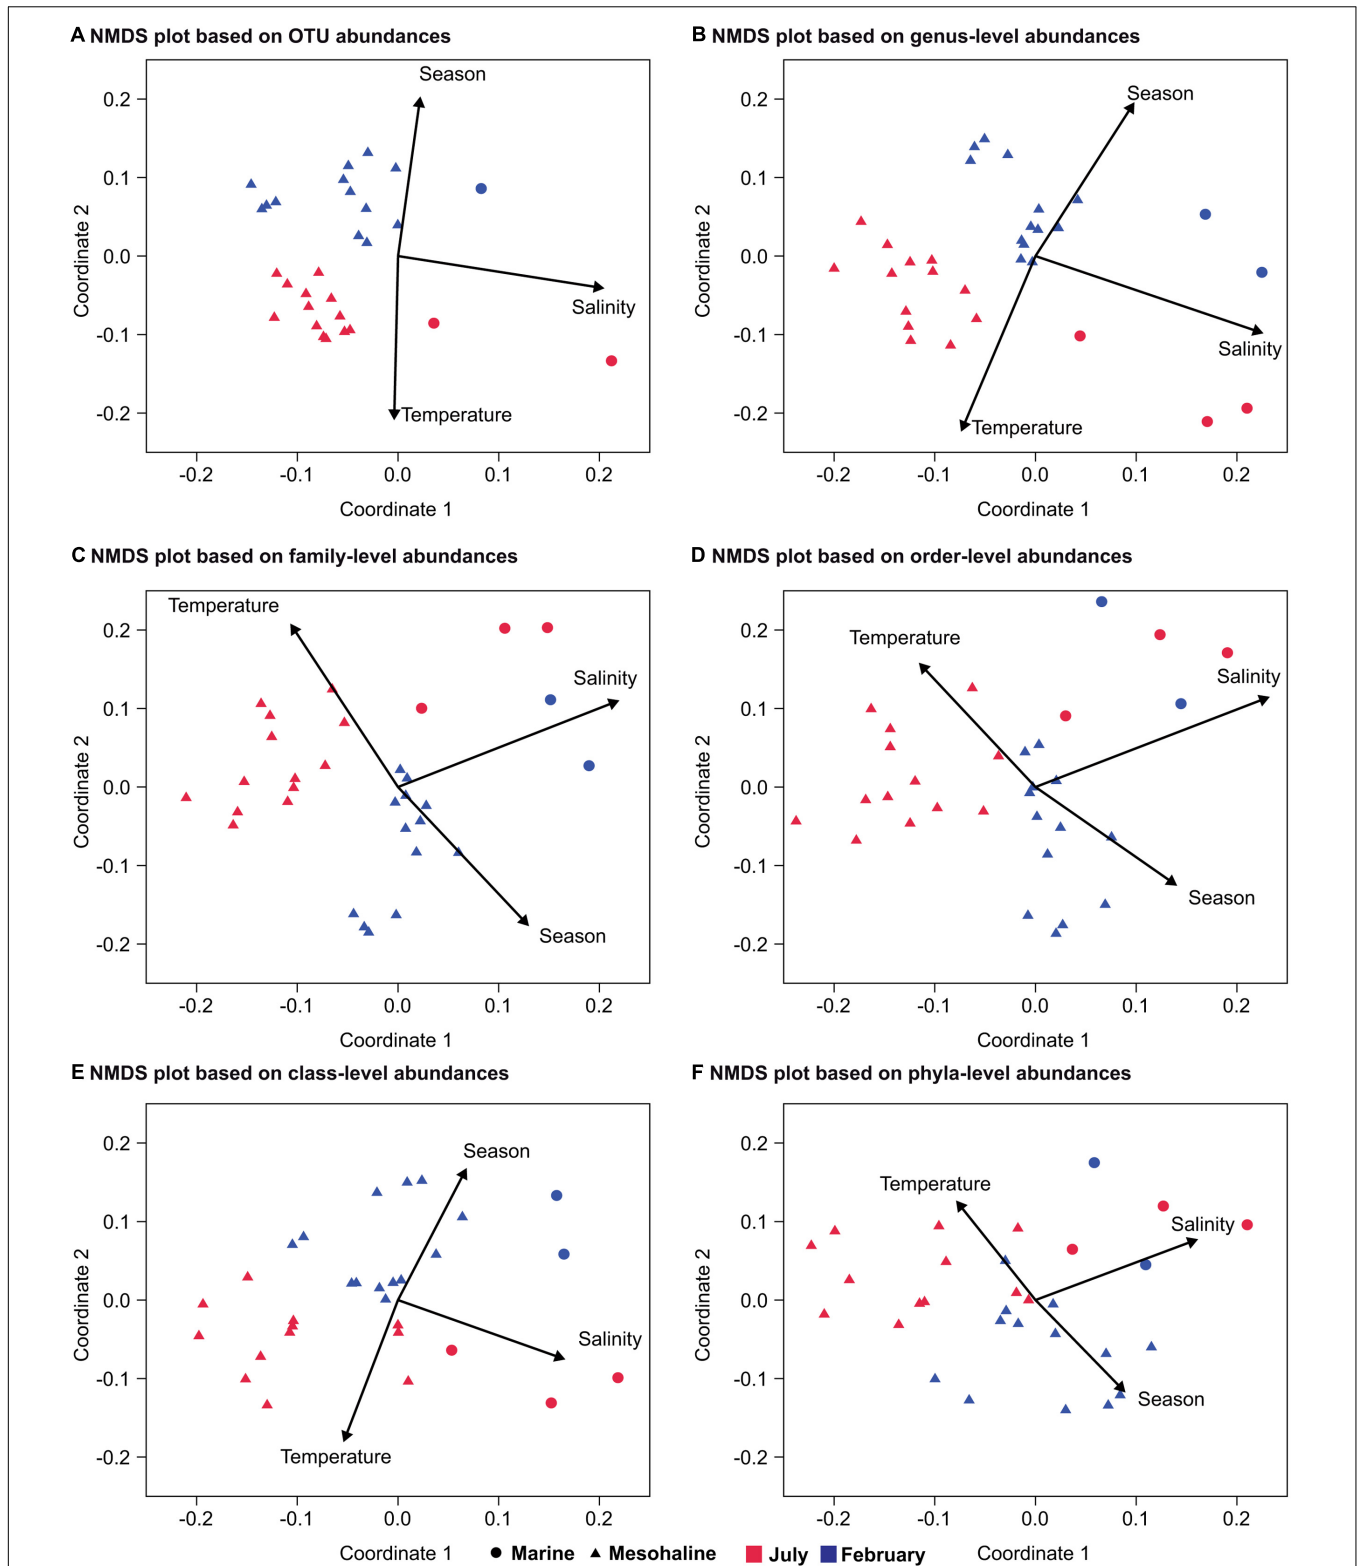 A NMDS plot based on OTU abundances
Season
0.2
0.1
0.0
-0.1
-0.2
Coordinate 2
Salinity
Temperature
-0.2 -0.1 0.0 0.1 0.2
Coordinate 1
B NMDS plot based on genus-level abundances
Season
0.2
0.1
0.0
-0.1
-0.2
Coordinate 2
Salinity
Temperature
-0.2 -0.1 0.0 0.1 0.2
Coordinate 1
C NMDS plot based on family-level abundances
Temperature
0.2
0.1
0.0
-0.1
-0.2
Coordinate 2
Salinity
Season
-0.2 -0.1 0.0 0.1 0.2
Coordinate 1
D NMDS plot based on order-level abundances
Temperature
0.2
0.1
0.0
-0.1
-0.2
Coordinate 2
Salinity
Season
-0.2 -0.1 0.0 0.1 0.2
Coordinate 1
E NMDS plot based on class-level abundances
Season
0.2
0.1
0.0
-0.1
-0.2
Coordinate 2
Salinity
Temperature
-0.2 -0.1 0.0 0.1 0.2
Coordinate 1
F NMDS plot based on phyla-level abundances
Temperature
0.2
0.1
0.0
-0.1
-0.2
Coordinate 2
Salinity
Season
-0.2 -0.1 0.0 0.1 0.2
Coordinate 1
Marine Mesohaline July February